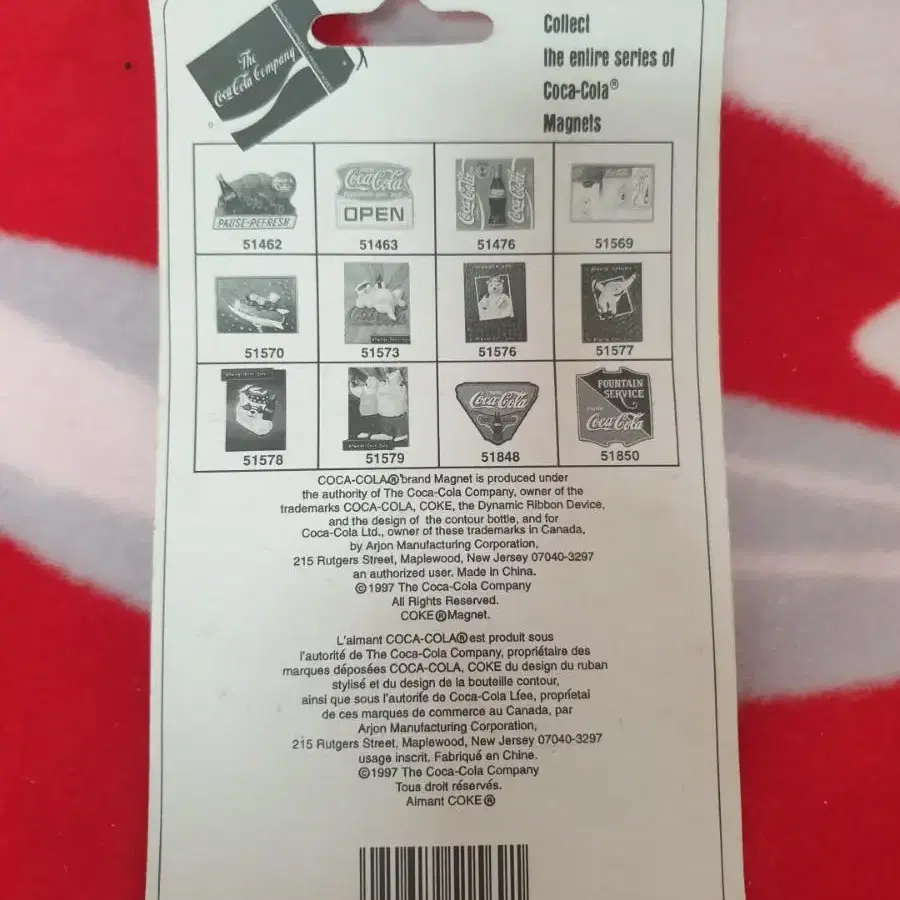 The
Coca-Cola Company
Collect
the entire series of
Coca-Cola®
Magnets
PAUSE-REFRESH
51462
Coca-Cola
OPEN
51463
Coca-Cola
Coca-Cola
51476
51569
51570
51573
51576
51577
51578
51579
Coca-Cola
51848
FOUNTAIN
SERVICE
Coca-Cola
51850
COCA-COLA® brand Magnet is produced under
the authority of The Coca-Cola Company, owner of the
trademarks COCA-COLA, COKE, the Dynamic Ribbon Device,
and the design of the contour bottle, and for
Coca-Cola Ltd., owner of these trademarks in Canada,
by Arjon Manufacturing Corporation,
215 Rutgers Street, Maplewood, New Jersey 07040-3297
an authorized user. Made in China.
©1997 The Coca-Cola Company
All Rights Reserved.
COKE® Magnet.
L'aimant COCA-COLA® est produit sous
l'autorité de The Coca-Cola Company, propriétaire des
marques déposées COCA-COLA, COKE du design du ruban
stylisé et du design de la bouteille contour,
ainsi que sous l'autorite de Coca-Cola Lfee, proprietai
de ces marques de commerce au Canada, par
Arjon Manufacturing Corporation,
215 Rutgers Street, Maplewood, New Jersey 07040-3297
usage inscrit. Fabriqué en Chine.
©1997 The Coca-Cola Company
Tous droit réservés.
Aimant COKE®